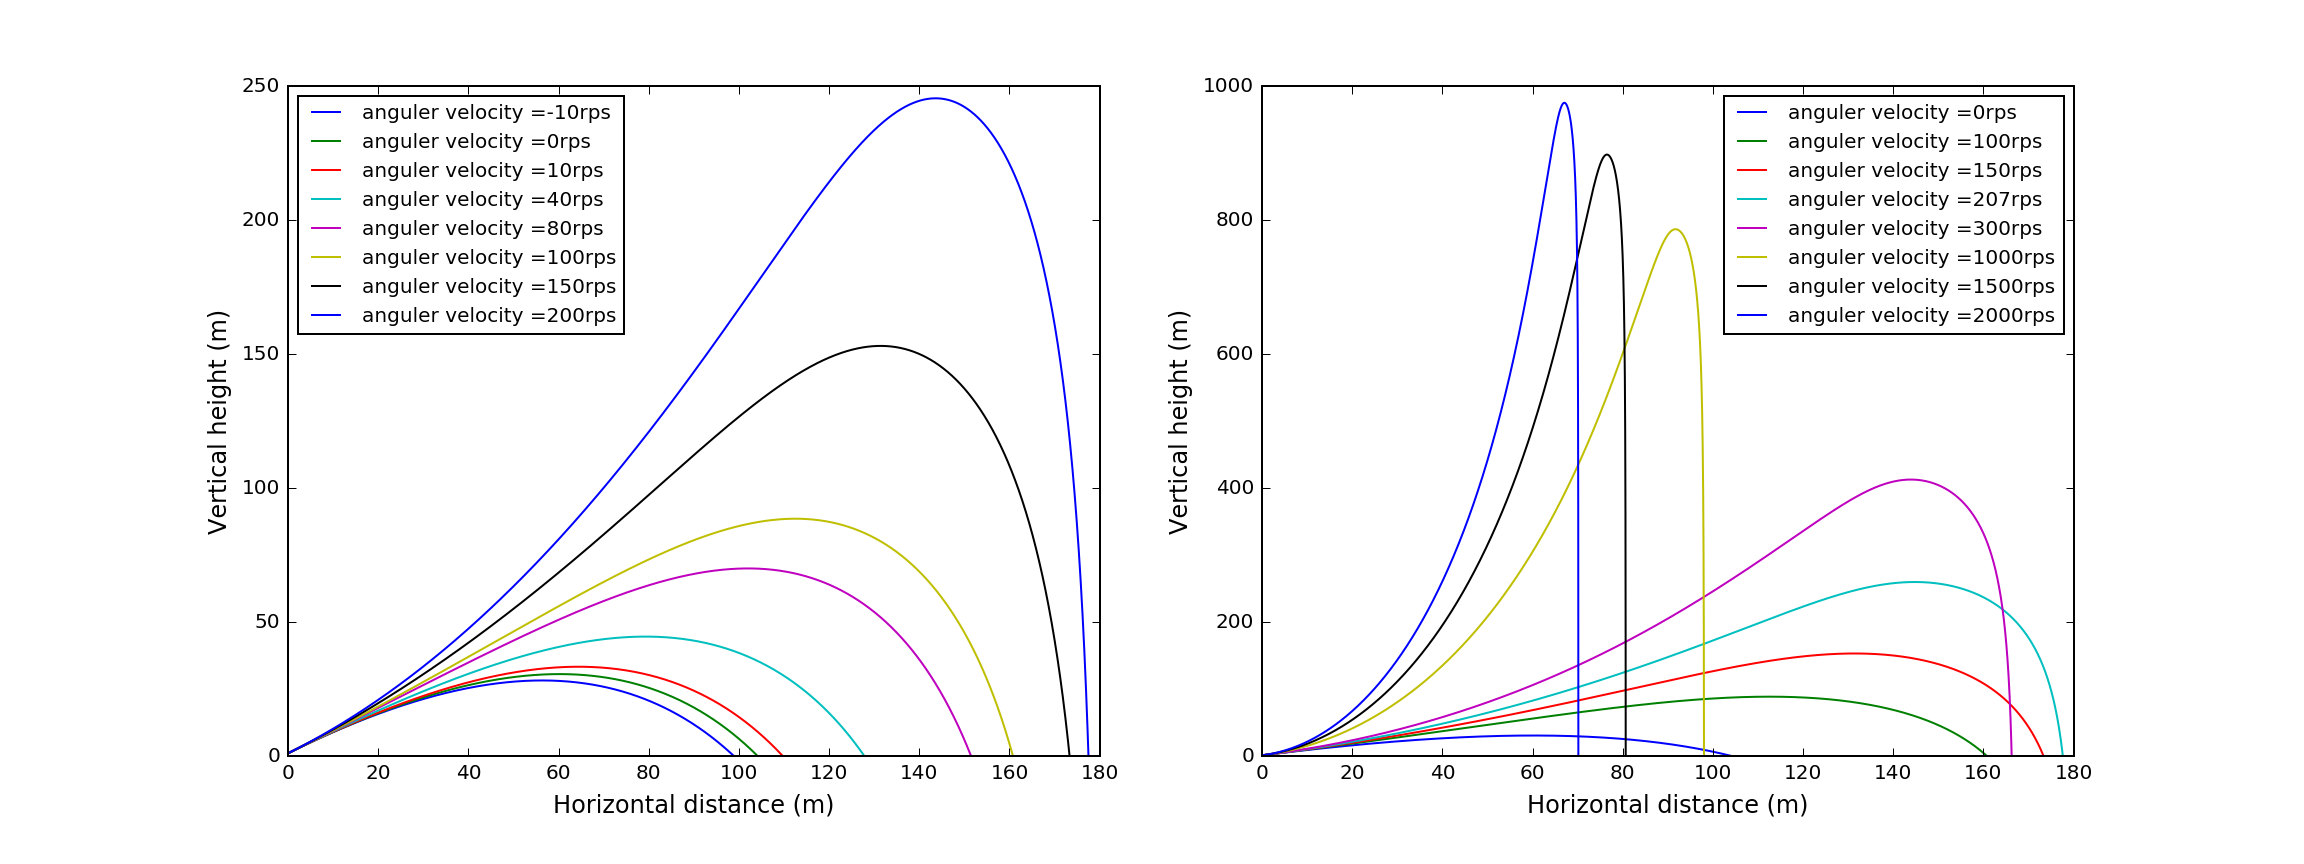 250
200
150
100
50
0
0 20 40 60 80 100 120 140 160 180
Vertical height (m)
Horizontal distance (m)
anguler velocity =-10rps
anguler velocity =0rps
anguler velocity =10rps
anguler velocity =40rps
anguler velocity =80rps
anguler velocity =100rps
anguler velocity =150rps
anguler velocity =200rps
1000
800
600
400
200
0
0 20 40 60 80 100 120 140 160 180
Vertical height (m)
Horizontal distance (m)
anguler velocity =0rps
anguler velocity =100rps
anguler velocity =150rps
anguler velocity =207rps
anguler velocity =300rps
anguler velocity =1000rps
anguler velocity =1500rps
anguler velocity =2000rps